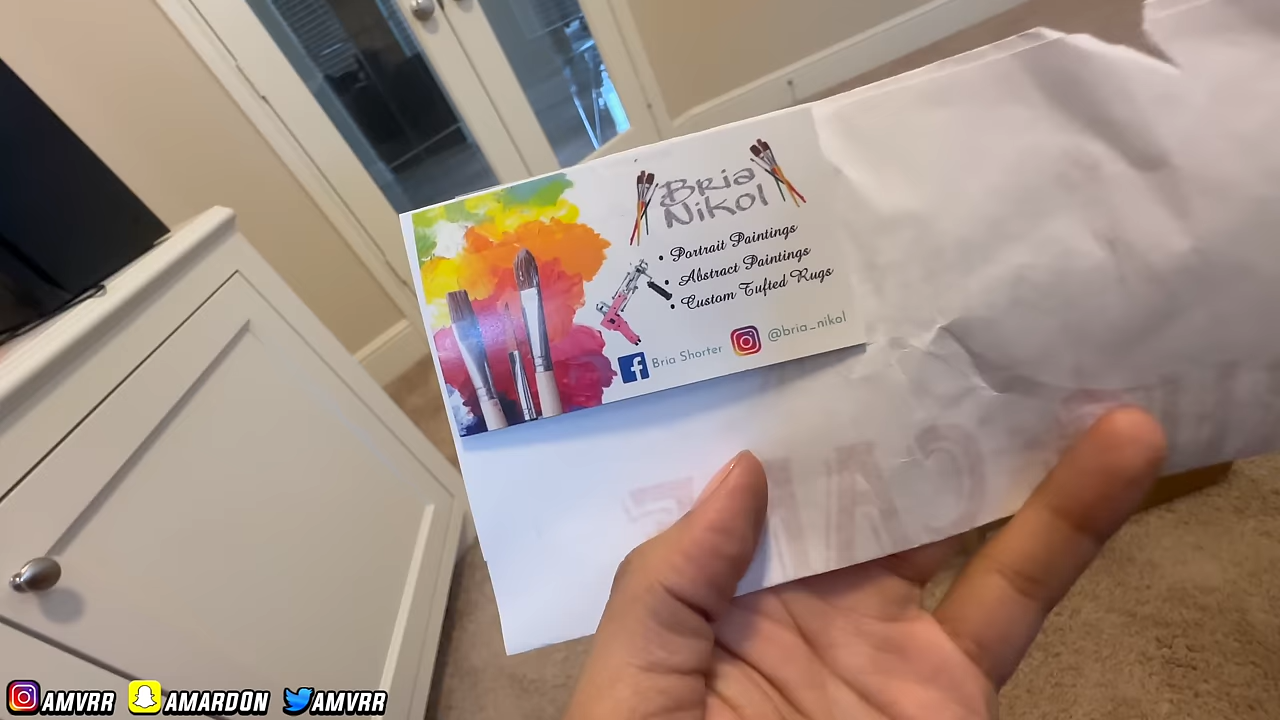 Bria
Nikol
• Portrait Paintings
• Abstract Paintings
• Custom Tufted Rugs
Bria Shorter @bria_nikol
AMVRR AMARD0N AMVRR